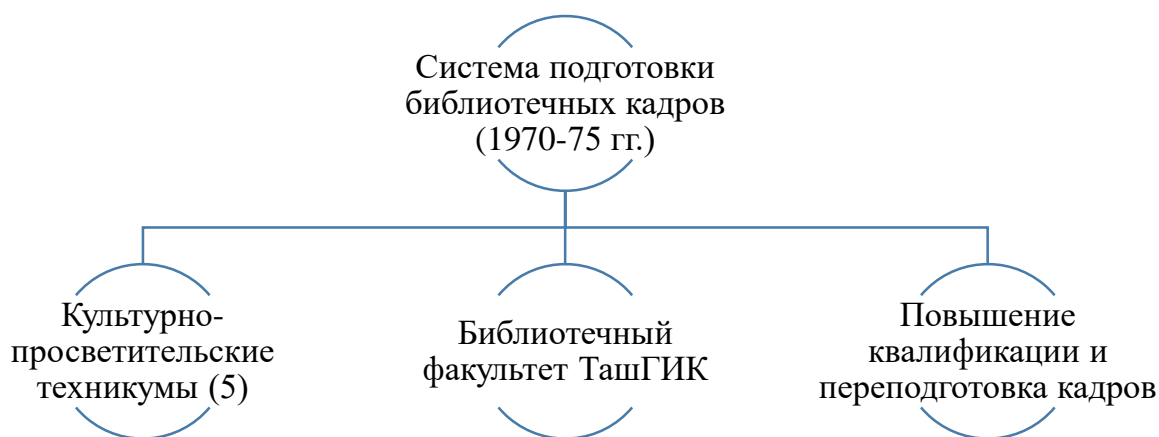 Система подготовки
библиотечных кадров
(1970-75 гг.)
Культурно-
просветительские
техникумы (5)
Библиотечный
факультет ТашГИК
Повышение
квалификации и
переподготовка кадров